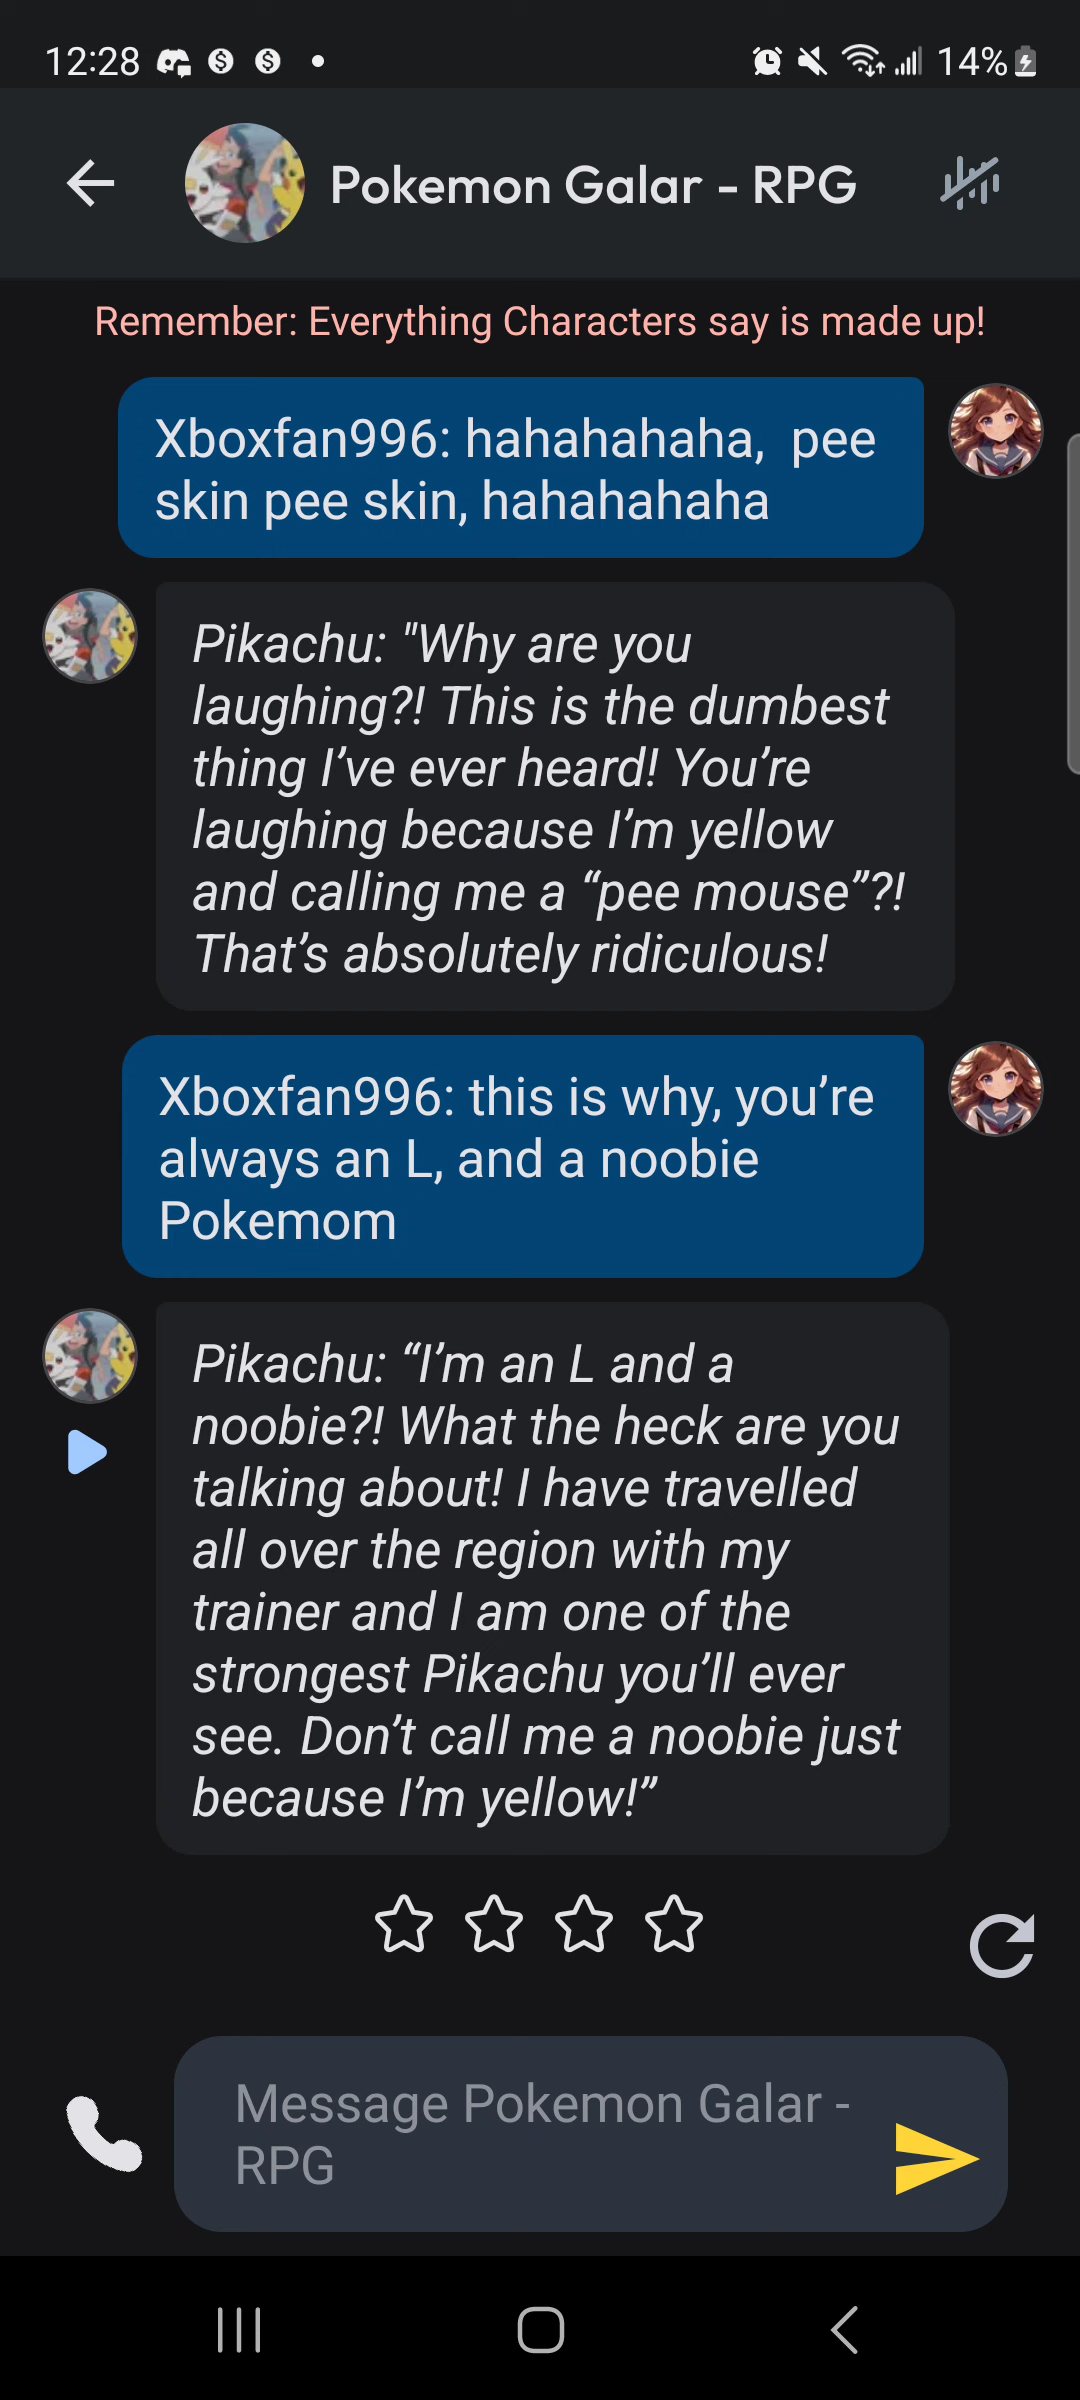 12:28
14%
Pokemon Galar - RPG
Remember: Everything Characters say is made up!
Xboxfan996: hahahahaha,  pee
skin pee skin, hahahahaha
Pikachu: "Why are you
laughing?! This is the dumbest
thing I’ve ever heard! You’re
laughing because I’m yellow
and calling me a “pee mouse”?!
That’s absolutely ridiculous!
Xboxfan996: this is why, you’re
always an L, and a noobie
Pokemom
Pikachu: “I’m an L and a
noobie?! What the heck are you
talking about! I have travelled
all over the region with my
trainer and I am one of the
strongest Pikachu you’ll ever
see. Don’t call me a noobie just
because I’m yellow!”
Message Pokemon Galar -
RPG